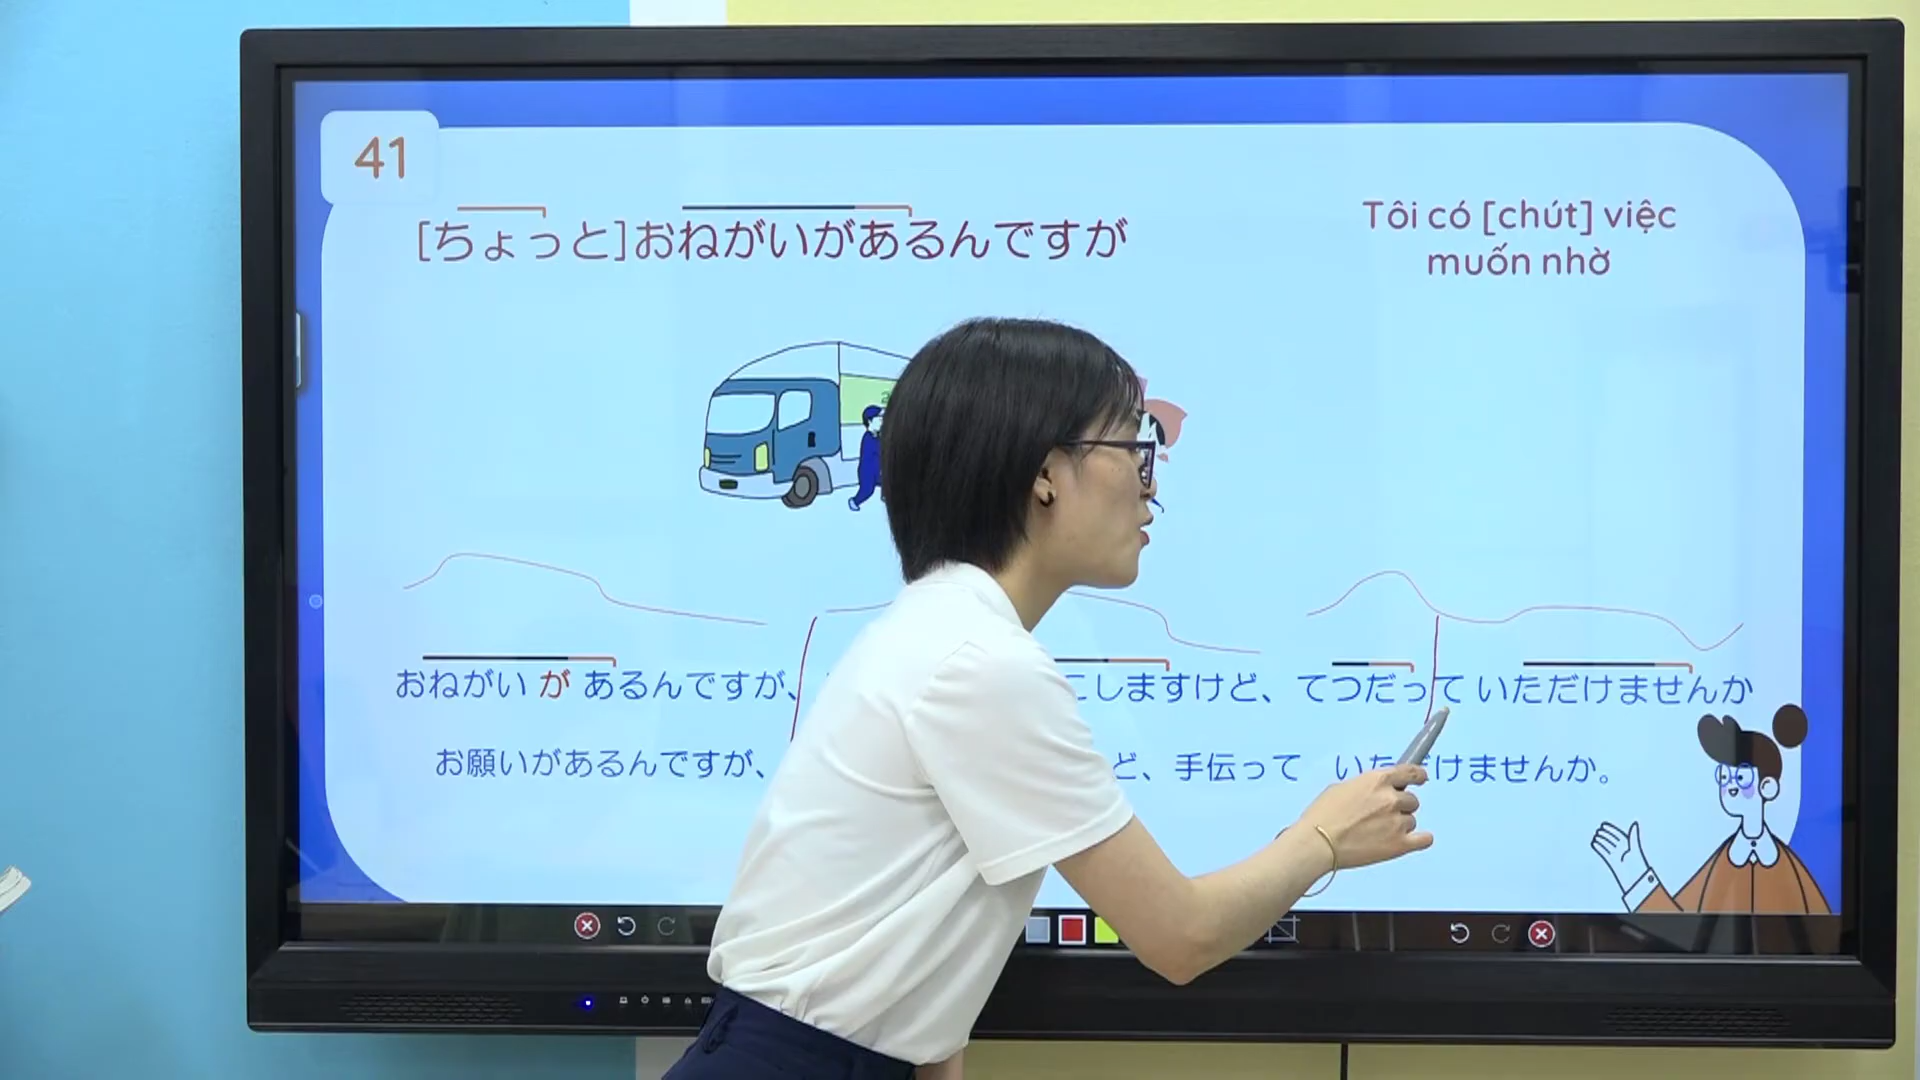 41
[ちょっと]おねがいがあるんですが
Tôi có [chút] việc
muốn nhờ
おねがい が あるんですが、 こしますけど、てつだって いただけませんか
お願いがあるんですが、 ど、手伝って いただけませんか。